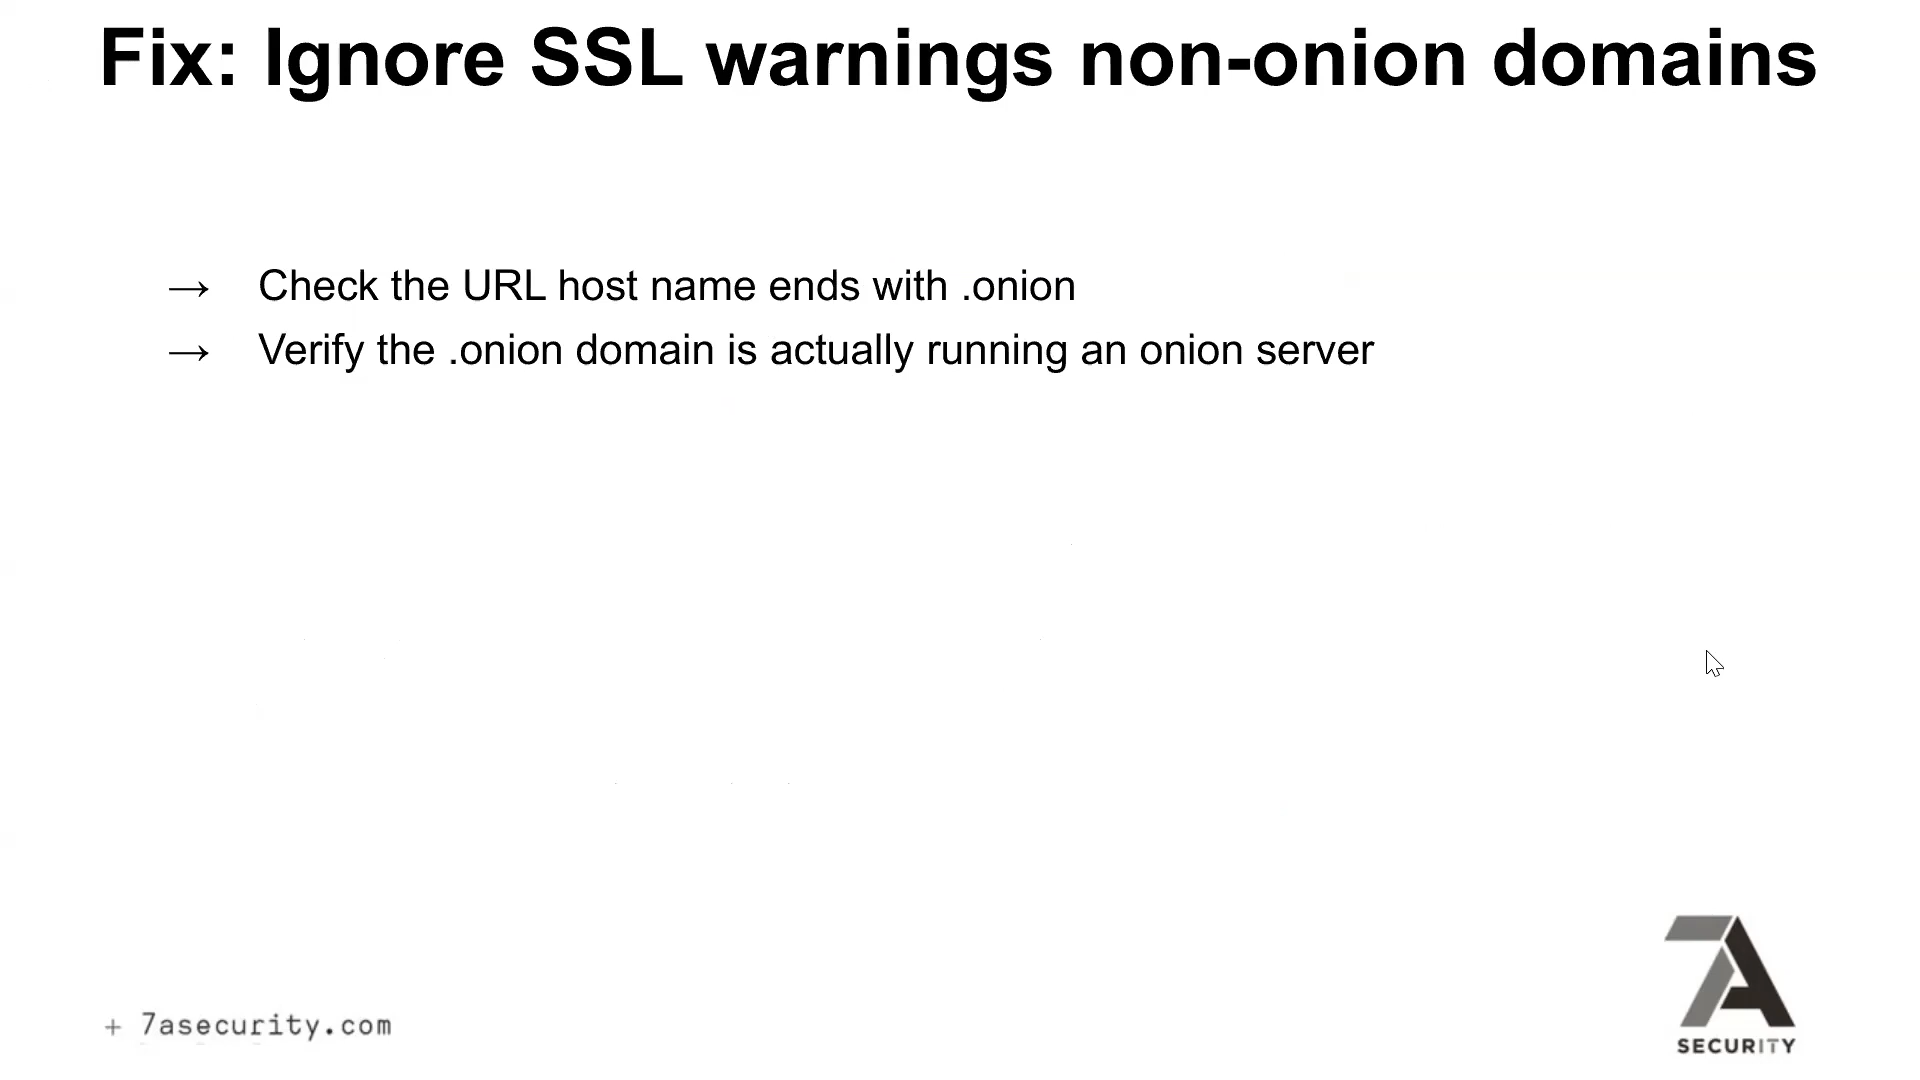 Fix: Ignore SSL warnings non-onion domains
→ Check the URL host name ends with .onion
→ Verify the .onion domain is actually running an onion server
+ 7asecurity.com
7A
SECURITY